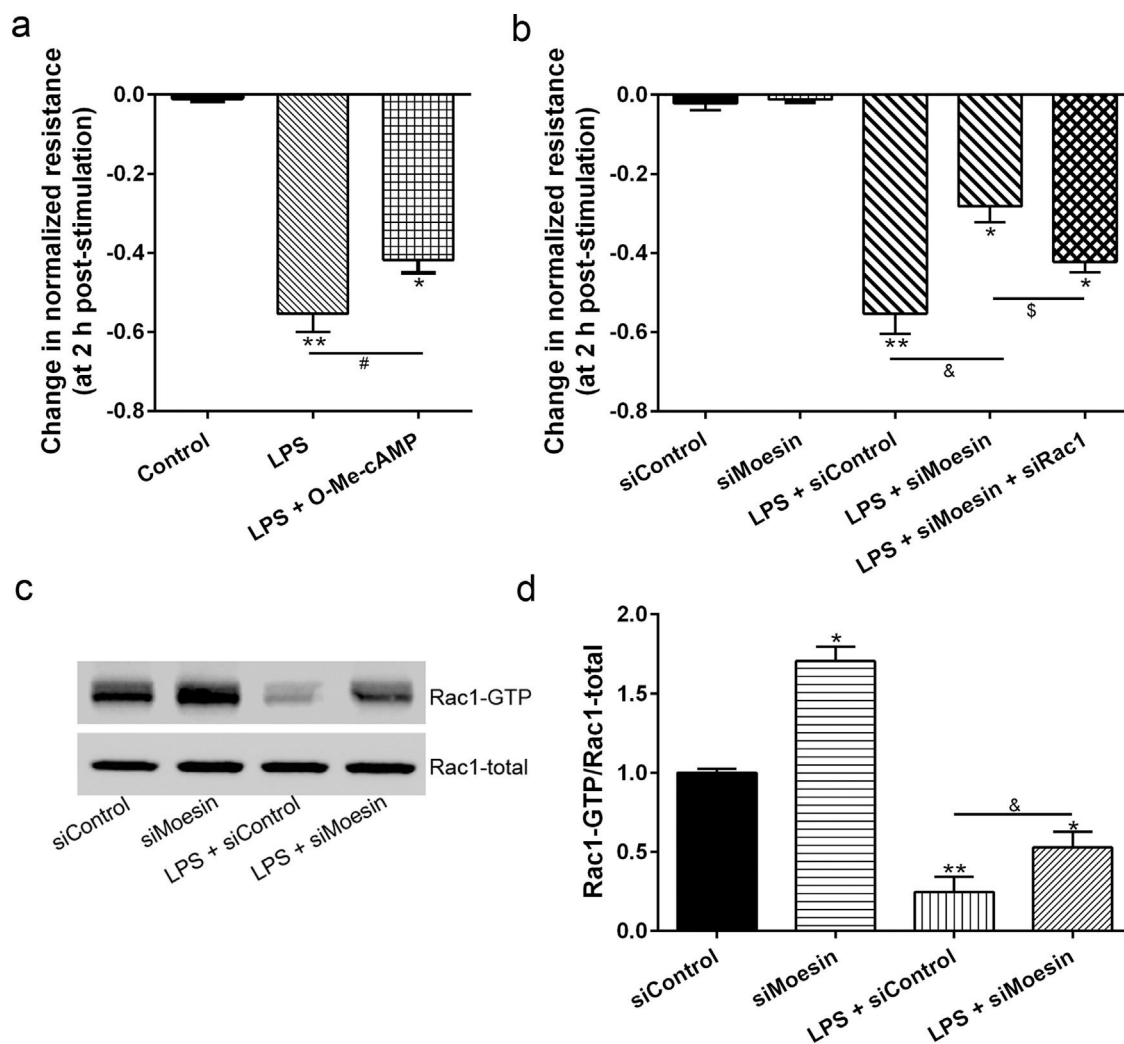 a
Change in normalized resistance
(at 2 h post-stimulation)
0.0
-0.2
-0.4
-0.6
-0.8
**
*
#
Control
LPS
LPS + O-Me-cAMP
b
Change in normalized resistance
(at 2 h post-stimulation)
0.0
-0.2
-0.4
-0.6
-0.8
**
*
*
&
$
siControl
siMoesin
LPS + siControl
LPS + siMoesin
LPS + siMoesin + siRac1
c
Rac1-GTP
Rac1-total
siControl
siMoesin
LPS + siControl
LPS + siMoesin
d
Rac1-GTP/Rac1-total
2.0
1.5
1.0
0.5
0.0
*
**
*
&
siControl
siMoesin
LPS + siControl
LPS + siMoesin